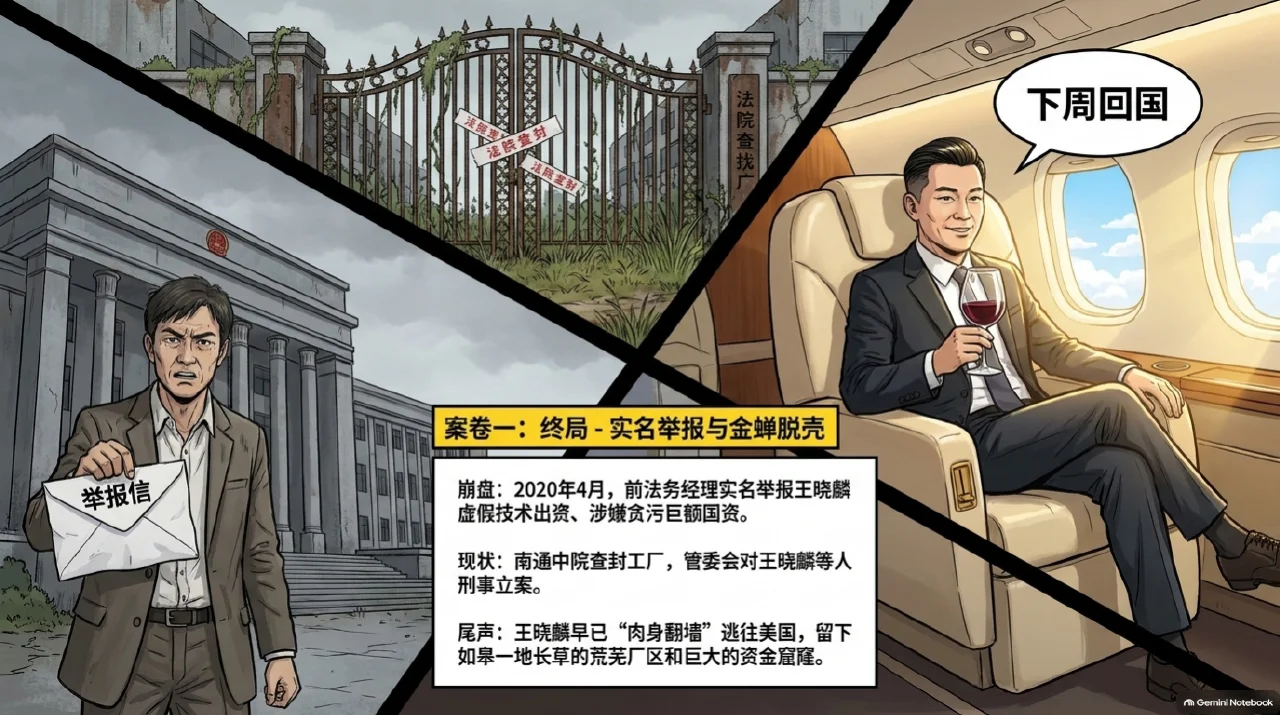 法院查封
法院查封
法院查找厂
下周回国
举报信
案卷一：终局 - 实名举报与金蝉脱壳
崩盘：2020年4月，前法务经理实名举报王晓麟
虚假技术出资、涉嫌贪污巨额国资。
现状：南通中院查封工厂，管委会对王晓麟等人
刑事立案。
尾声：王晓麟早已“肉身翻墙”逃往美国，留下
如皋一地长草的荒芜厂区和巨大的资金窟窿。
Gemini Notebook